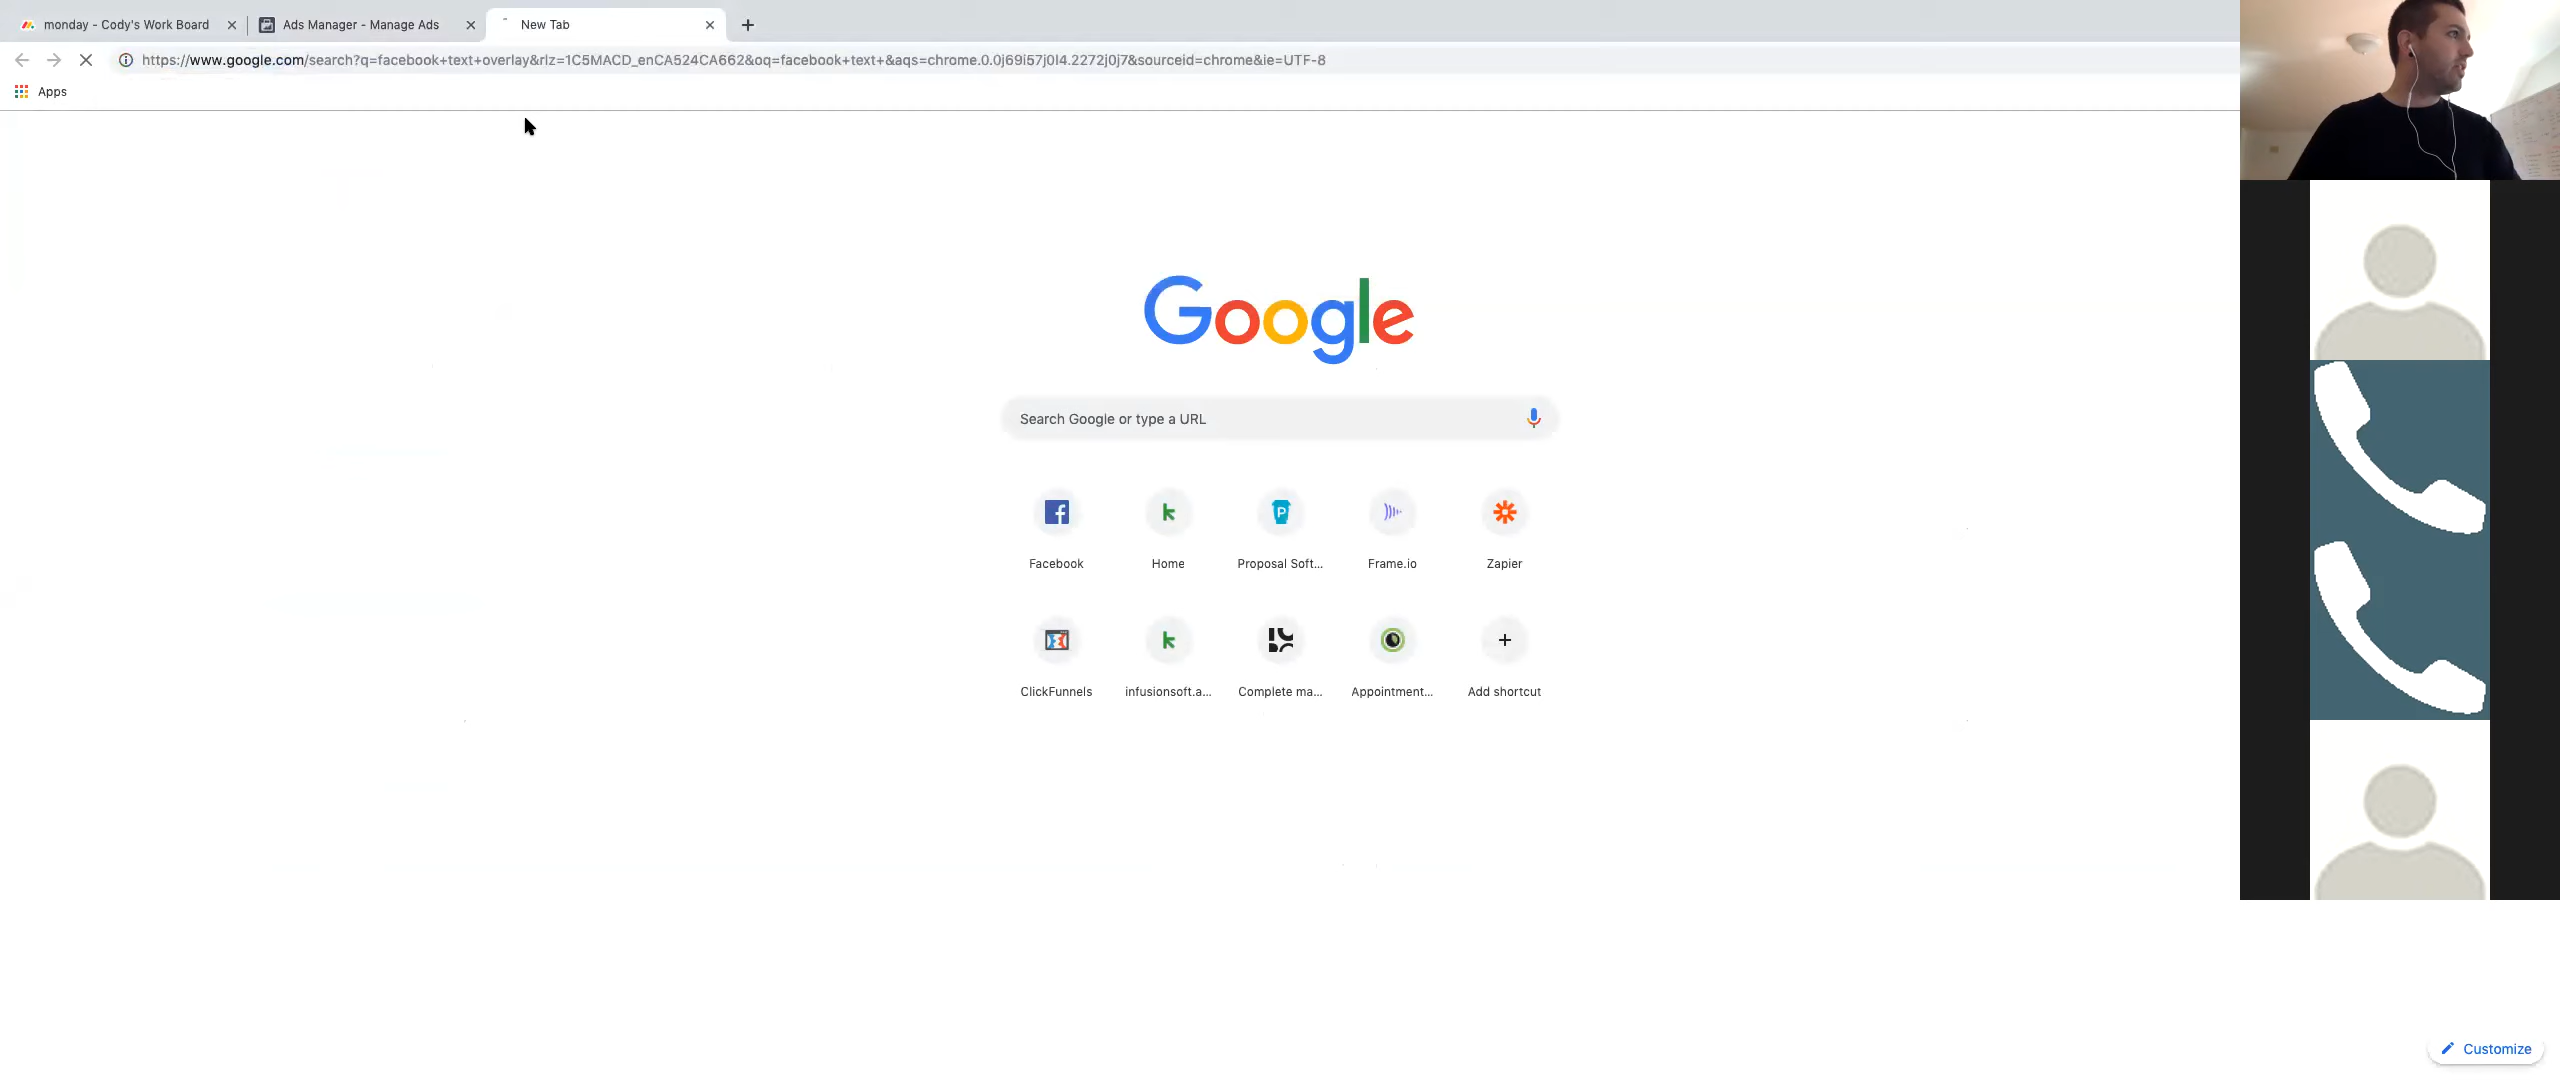 monday - Cody's Work Board
Ads Manager - Manage Ads
New Tab
https://www.google.com/search?q=facebook+text+overlay&rlz=1C5MACD_enCA524CA662&oq=facebook+text+&aqs=chrome.0.0j69i57j0l4.2272j0j7&sourceid=chrome&ie=UTF-8
Apps
Google
Search Google or type a URL
Facebook
Home
Proposal Soft...
Frame.io
Zapier
ClickFunnels
infusionsoft.a...
Complete ma...
Appointment...
Add shortcut
Customize